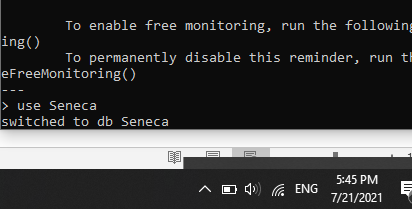 To enable free monitoring, run the following
ing()
To permanently disable this reminder, run th
eFreeMonitoring()
---
> use Seneca
switched to db Seneca
ENG
5:45 PM
7/21/2021